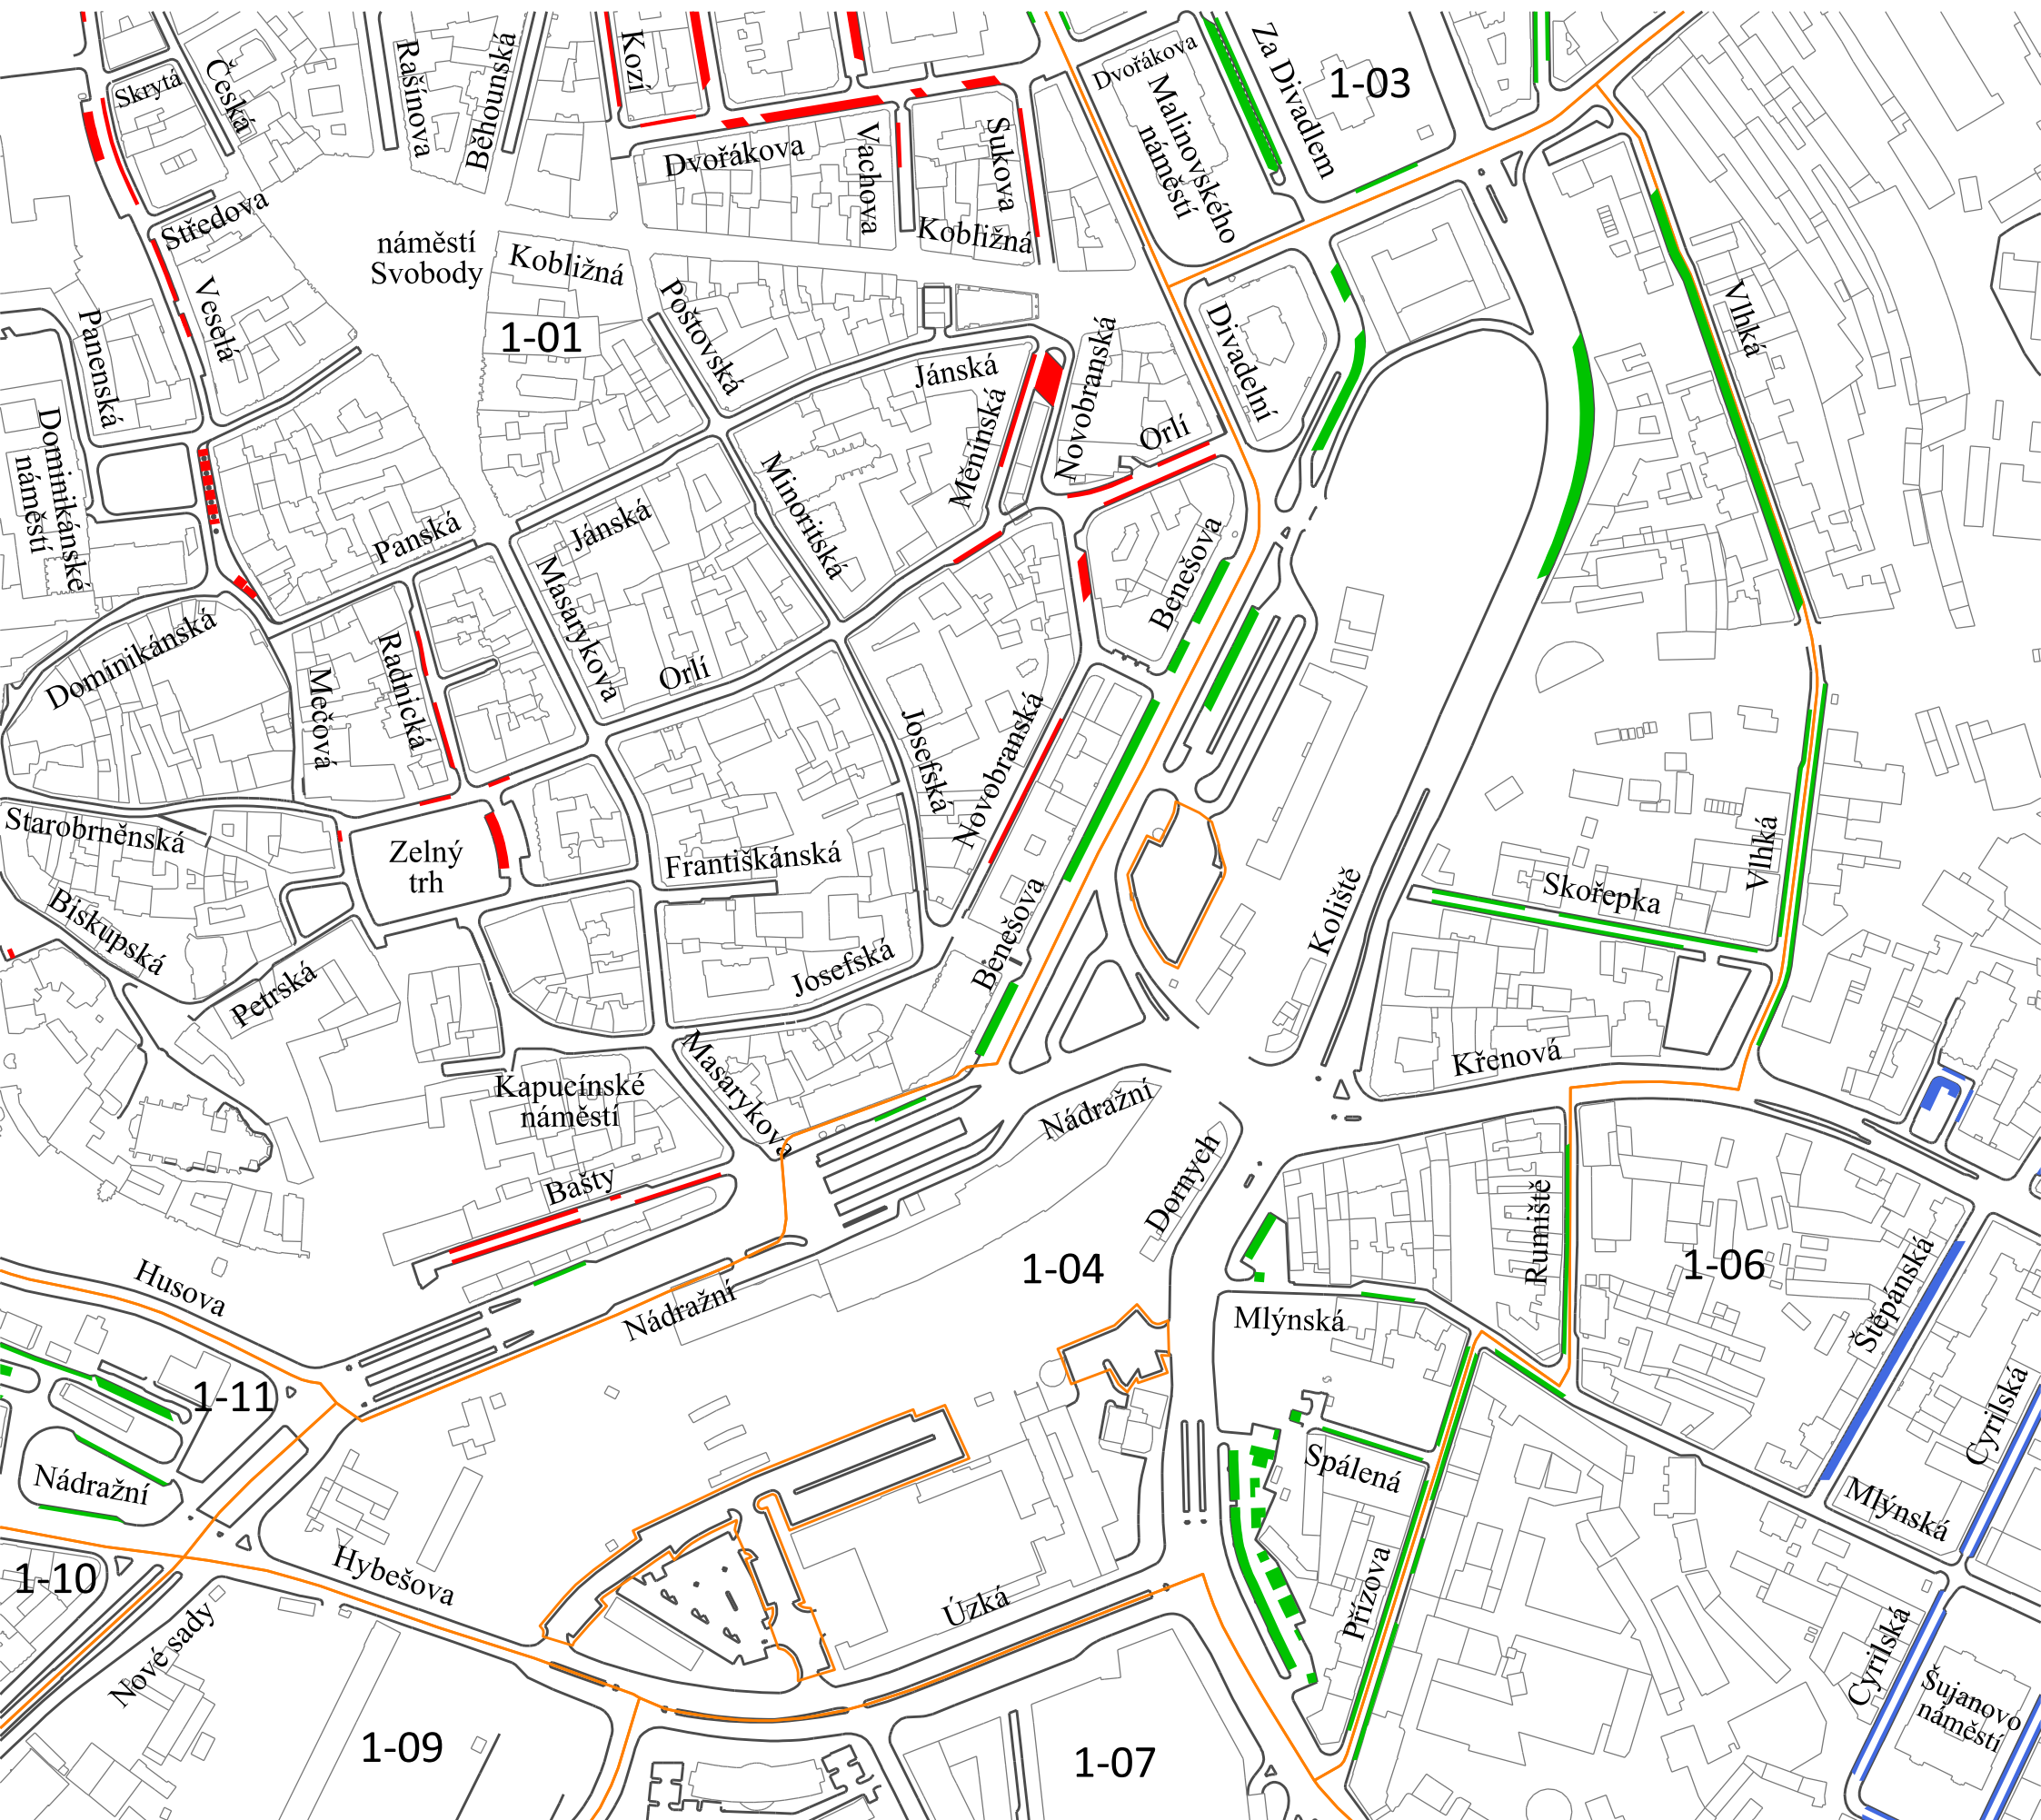 Skrytá
Česká
Rašínova
Běhounská
Kozí
Dvořákova
Za Divadlem
1-03
Malinovského
náměstí
Dvořákova
Vachova
Sukova
Kobližná
Středova
náměstí
Svobody
Kobližná
Veselá
Panenská
1-01
Poštovská
Jánská
Novobranská
Divadelní
Vlhká
Orlí
Měnínská
Dominikánské
náměstí
Panská
Jánská
Minoritská
Benešova
Masarykova
Dominikánská
Radnická
Mečová
Orlí
Josefská
Novobranská
Starobrněnská
Zelný
trh
Františkánská
Vlhká
Skořepka
Koliště
Benešova
Biskupská
Petrská
Josefská
Křenová
Masarykova
Kapucínské
náměstí
Nádražní
Dornych
Bašty
Rumiště
1-04
1-06
Štěpánská
Husova
Nádražní
Mlýnská
1-11
Cyrilská
Nádražní
Spálená
Mlýnská
1-10
Hybešova
Úzká
Přízova
Nové sady
Cyrilská
Šujanovo
náměstí
1-09
1-07